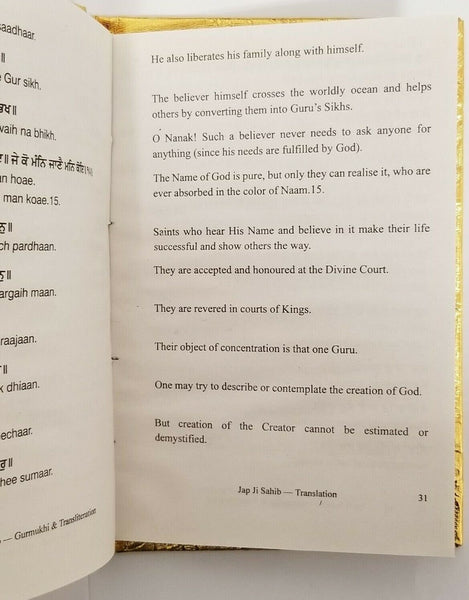 saadhaar.
॥
e Gur sikh.
ਭਿਖ॥
waih na bhikh.
॥ ਜੇ ਕੋ ਮੰਨਿ ਜਾਣੈ ਮਨਿ ਕੋਇ॥
n hoae.
man koae.15.
ਨੁ॥
ch pardhaan.
ਨੁ॥
argaih maan.
raajaan.
॥
k dhiaan.
echaar.
ਰੁ॥
hee sumaar.
Gurmukhi & Transliteration
He also liberates his family along with himself.
The believer himself crosses the worldly ocean and helps
others by converting them into Guru's Sikhs.
O Nanak! Such a believer never needs to ask anyone for
anything (since his needs are fulfilled by God).
The Name of God is pure, but only they can realise it, who are
ever absorbed in the color of Naam.15.
Saints who hear His Name and believe in it make their life
successful and show others the way.
They are accepted and honoured at the Divine Court.
They are revered in courts of Kings.
Their object of concentration is that one Guru.
One may try to describe or contemplate the creation of God.
But creation of the Creator cannot be estimated or
demystified.
Jap Ji Sahib — Translation 31